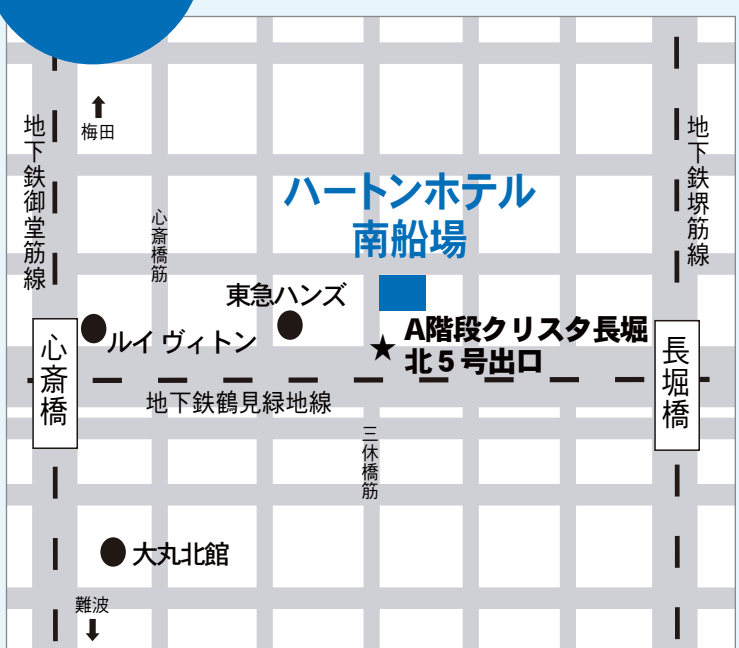 梅田
地下鉄御堂筋線
地下鉄堺筋線
ハートンホテル
南船場
心斎橋筋
東急ハンズ
ルイ ヴィトン
A階段クリスタ長堀
北5号出口
心斎橋
長堀橋
地下鉄鶴見緑地線
三休橋筋
大丸北館
難波